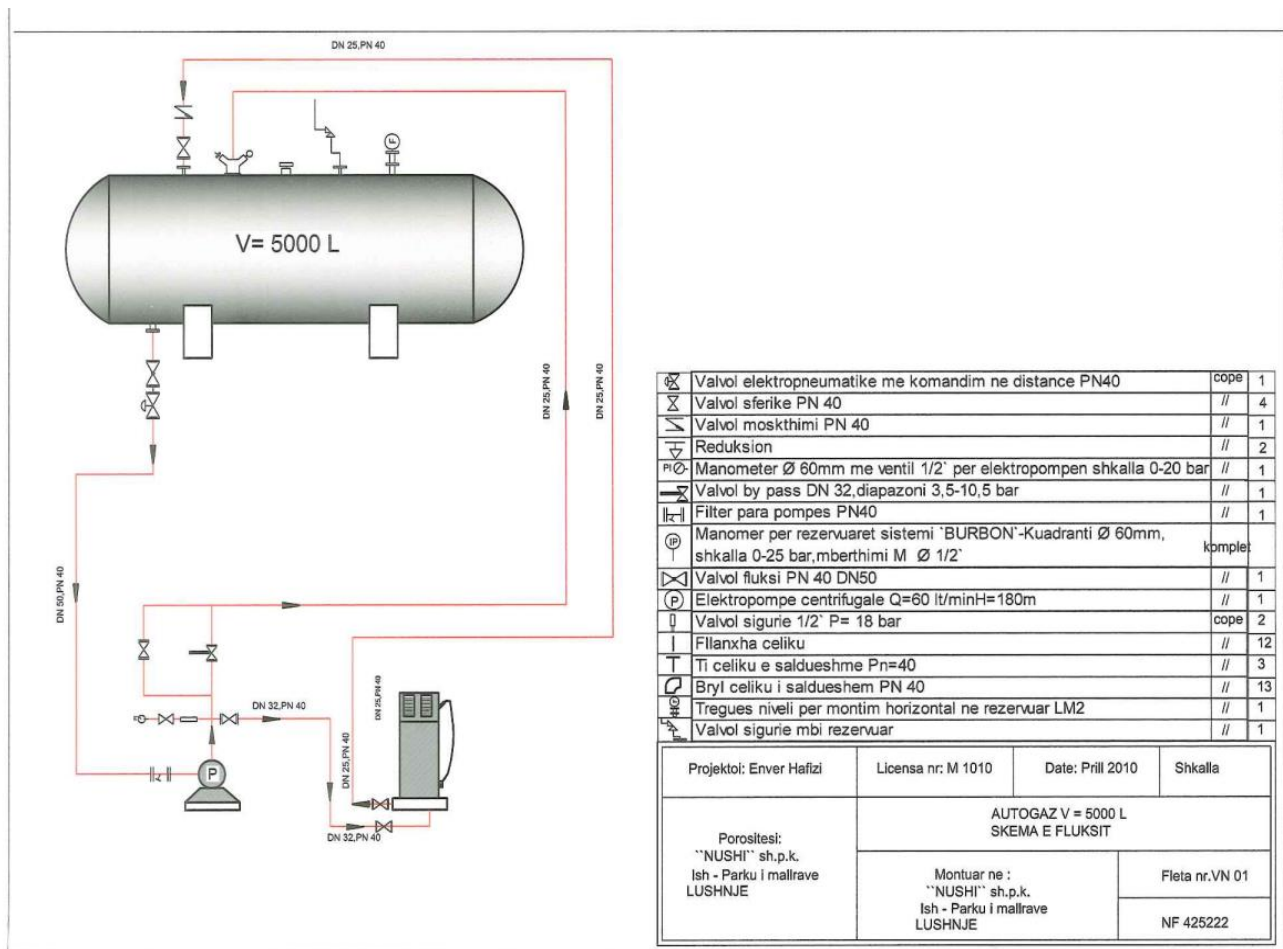 DN 25,PN 40
V= 5000 L
DN 25,PN 40
DN 25,PN 40
DN 50,PN 40
DN 32,PN 40
DN 25,PN 40
DN 25,PN 40
DN 32,PN 40
P
F
Valvol elektropneumatike me komandim ne distance PN40 cope 1
Valvol sferike PN 40 // 4
Valvol moskthimi PN 40 // 1
Reduksion // 2
PI Manometer Ø 60mm me ventil 1/2` per elektropompen shkalla 0-20 bar // 1
Valvol by pass DN 32,diapazoni 3,5-10,5 bar // 1
Filter para pompes PN40 // 1
IP Manomer per rezervuaret sistemi `BURBON`-Kuadranti Ø 60mm,
shkalla 0-25 bar,mberthimi M Ø 1/2` komplet
Valvol fluksi PN 40 DN50 // 1
P Elektropompe centrifugale Q=60 lt/minH=180m // 1
Valvol sigurie 1/2` P= 18 bar cope 2
Fllanxha celiku // 12
Ti celiku e saldueshme Pn=40 // 3
Bryl celiku i saldueshem PN 40 // 13
Tregues niveli per montim horizontal ne rezervuar LM2 // 1
Valvol sigurie mbi rezervuar // 1
Projektoi: Enver Hafizi
Licensa nr: M 1010
Date: Prill 2010
Shkalla
Porositesi:
``NUSHI`` sh.p.k.
Ish - Parku i mallrave
LUSHNJE
AUTOGAZ V = 5000 L
SKEMA E FLUKSIT
Montuar ne :
``NUSHI`` sh.p.k.
Ish - Parku i mallrave
LUSHNJE
Fleta nr.VN 01
NF 425222